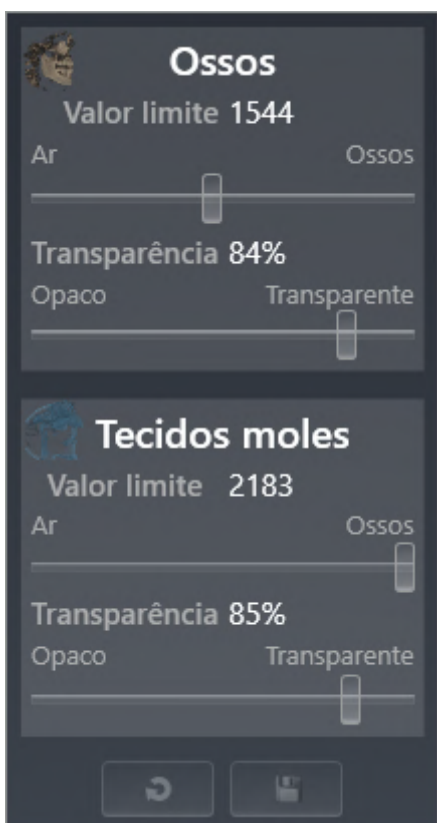 Ossos
Valor limite 1544
Ar Ossos
Transparência 84%
Opaco Transparente
Tecidos moles
Valor limite 2183
Ar Ossos
Transparência 85%
Opaco Transparente